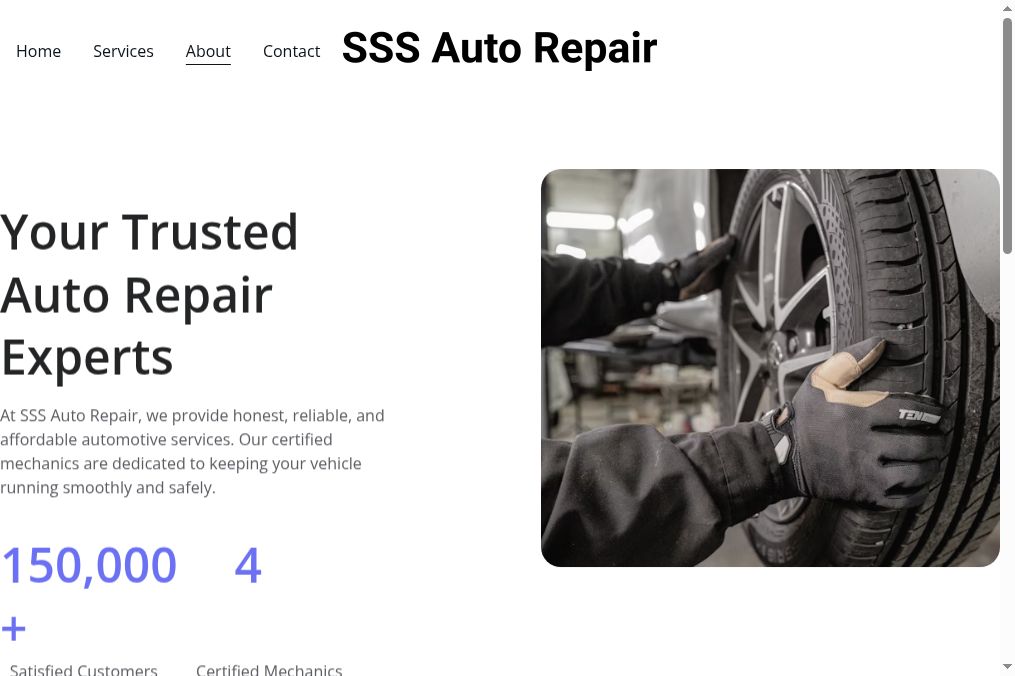 Home Services About Contact SSS Auto Repair
Your Trusted
Auto Repair
Experts
At SSS Auto Repair, we provide honest, reliable, and
affordable automotive services. Our certified
mechanics are dedicated to keeping your vehicle
running smoothly and safely.
150,000 4
+
Satisfied Customers Certified Mechanics